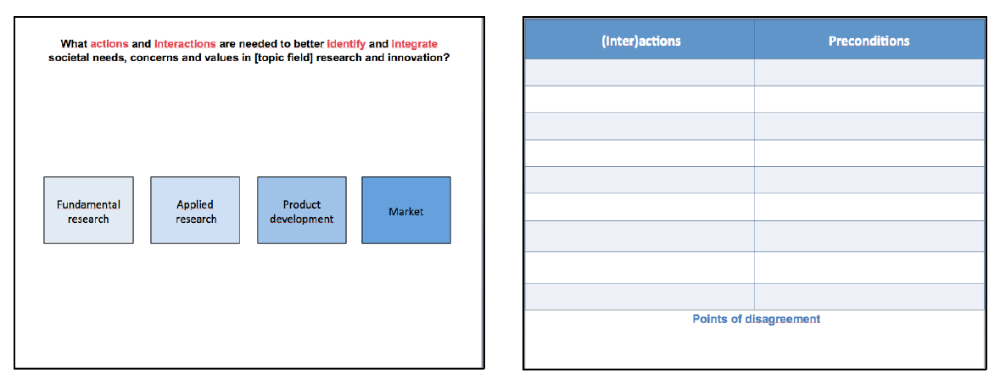 What actions and interactions are needed to better identify and integrate
societal needs, concerns and values in [topic field] research and innovation?
Fundamental
research
Applied
research
Product
development
Market
(Inter)actions
Preconditions
Points of disagreement